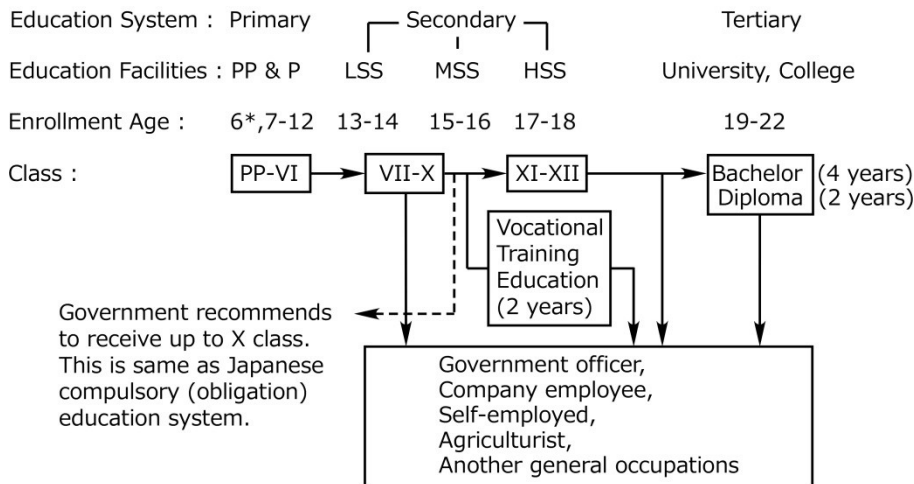 Education System : Primary Secondary Tertiary
Education Facilities : PP & P LSS MSS HSS University, College
Enrollment Age : 6*,7-12 13-14 15-16 17-18 19-22
Class : PP-VI VII-X XI-XII Bachelor (4 years)
Diploma (2 years)
Vocational
Training
Education
(2 years)
Government recommends
to receive up to X class.
This is same as Japanese
compulsory (obligation)
education system.
Government officer,
Company employee,
Self-employed,
Agriculturist,
Another general occupations